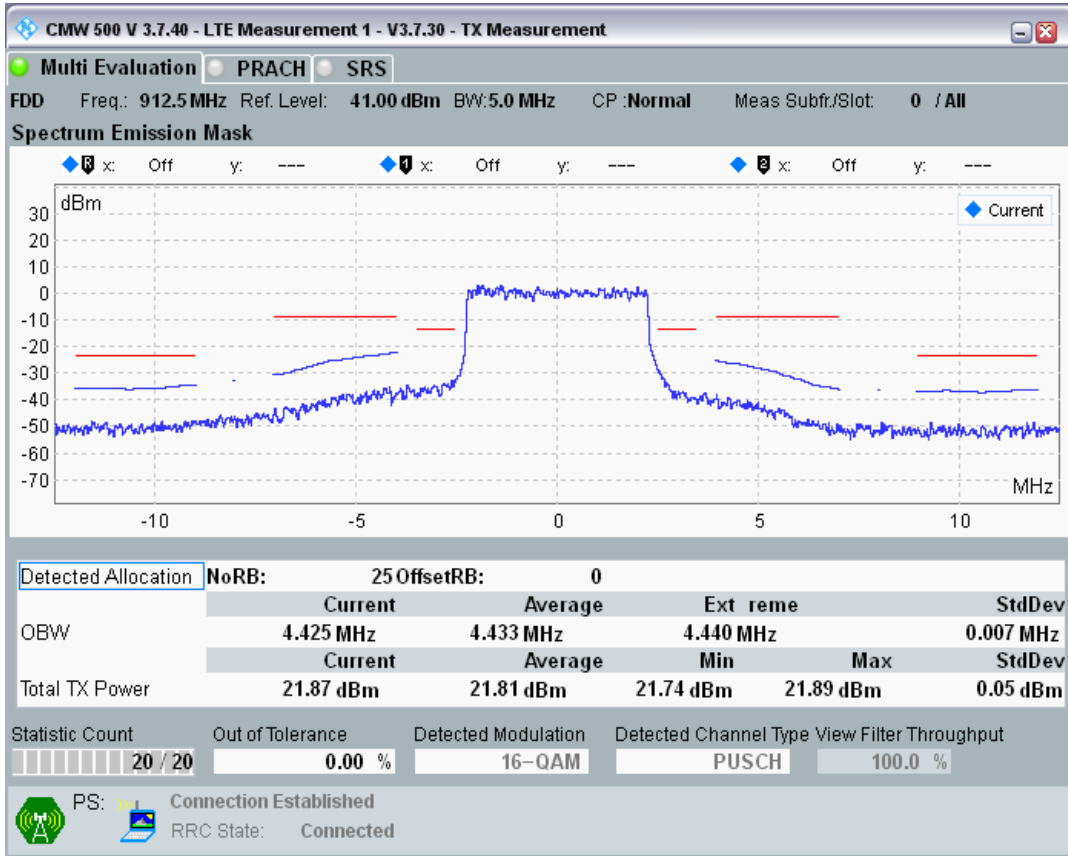 CMW 500 V 3.7.40 - LTE Measurement 1 - V3.7.30 - TX Measurement
Multi Evaluation PRACH SRS
FDD Freq.: 912.5 MHz Ref. Level: 41.00 dBm BW:5.0 MHz CP :Normal Meas Subfr./Slot: 0 / All
Spectrum Emission Mask
R x: Off y: --- 1 x: Off y: --- 2 x: Off y: ---
dBm
Current
30
20
10
0
-10
-20
-30
-40
-50
-60
-70
MHz
-10 -5 0 5 10
Detected Allocation NoRB: 25 OffsetRB: 0
Current Average Ext reme StdDev
OBW 4.425 MHz 4.433 MHz 4.440 MHz 0.007 MHz
Current Average Min Max StdDev
Total TX Power 21.87 dBm 21.81 dBm 21.74 dBm 21.89 dBm 0.05 dBm
Statistic Count Out of Tolerance Detected Modulation Detected Channel Type View Filter Throughput
20 / 20 0.00 % 16-QAM PUSCH 100.0 %
PS: Connection Established
RRC State: Connected